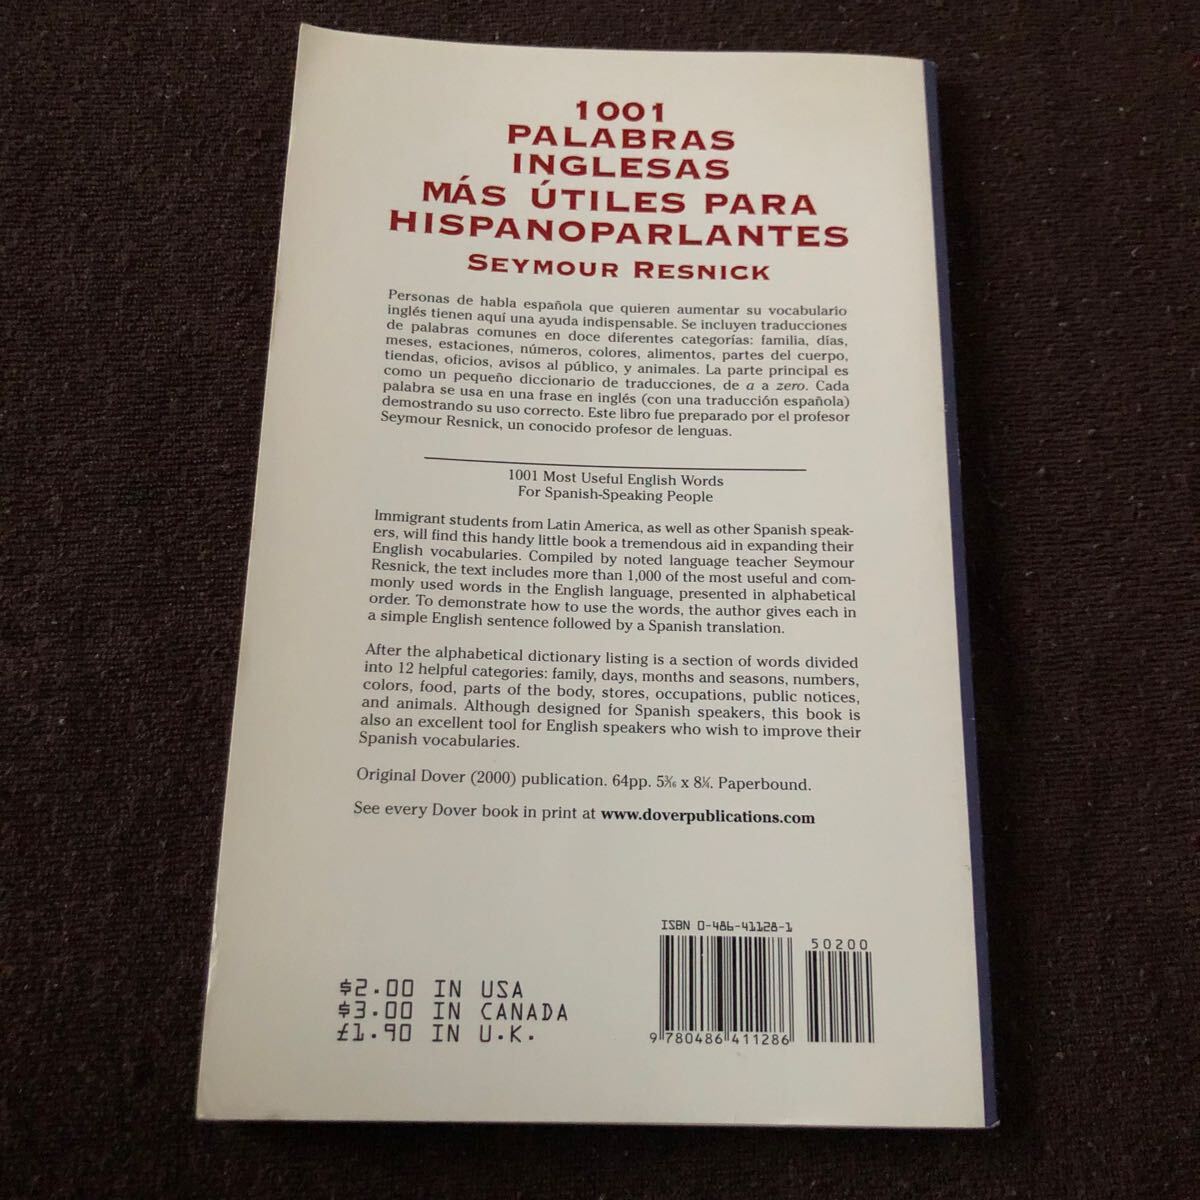 1001
PALABRAS
INGLESAS
MÁS ÚTILES PARA
HISPANOPARLANTES
SEYMOUR RESNICK
Personas de habla española que quieren aumentar su vocabulario
inglés tienen aquí una ayuda indispensable. Se incluyen traducciones
de palabras comunes en doce diferentes categorías: familia, días,
meses, estaciones, números, colores, alimentos, partes del cuerpo,
tiendas, oficios, avisos al público, y animales. La parte principal es
como un pequeño diccionario de traducciones, de a a zero. Cada
palabra se usa en una frase en inglés (con una traducción española)
demostrando su uso correcto. Este libro fue preparado por el profesor
Seymour Resnick, un conocido profesor de lenguas.
1001 Most Useful English Words
For Spanish-Speaking People
Immigrant students from Latin America, as well as other Spanish speak-
ers, will find this handy little book a tremendous aid in expanding their
English vocabularies. Compiled by noted language teacher Seymour
Resnick, the text includes more than 1,000 of the most useful and com-
monly used words in the English language, presented in alphabetical
order. To demonstrate how to use the words, the author gives each in
a simple English sentence followed by a Spanish translation.
After the alphabetical dictionary listing is a section of words divided
into 12 helpful categories: family, days, months and seasons, numbers,
colors, food, parts of the body, stores, occupations, public notices,
and animals. Although designed for Spanish speakers, this book is
also an excellent tool for English speakers who wish to improve their
Spanish vocabularies.
Original Dover (2000) publication. 64pp. 5³⁄₁₆ x 8¼. Paperbound.
See every Dover book in print at www.doverpublications.com
ISBN 0-486-41128-1
50200
$2.00 IN USA
$3.00 IN CANADA
£1.90 IN U.K.
9 780486 411286